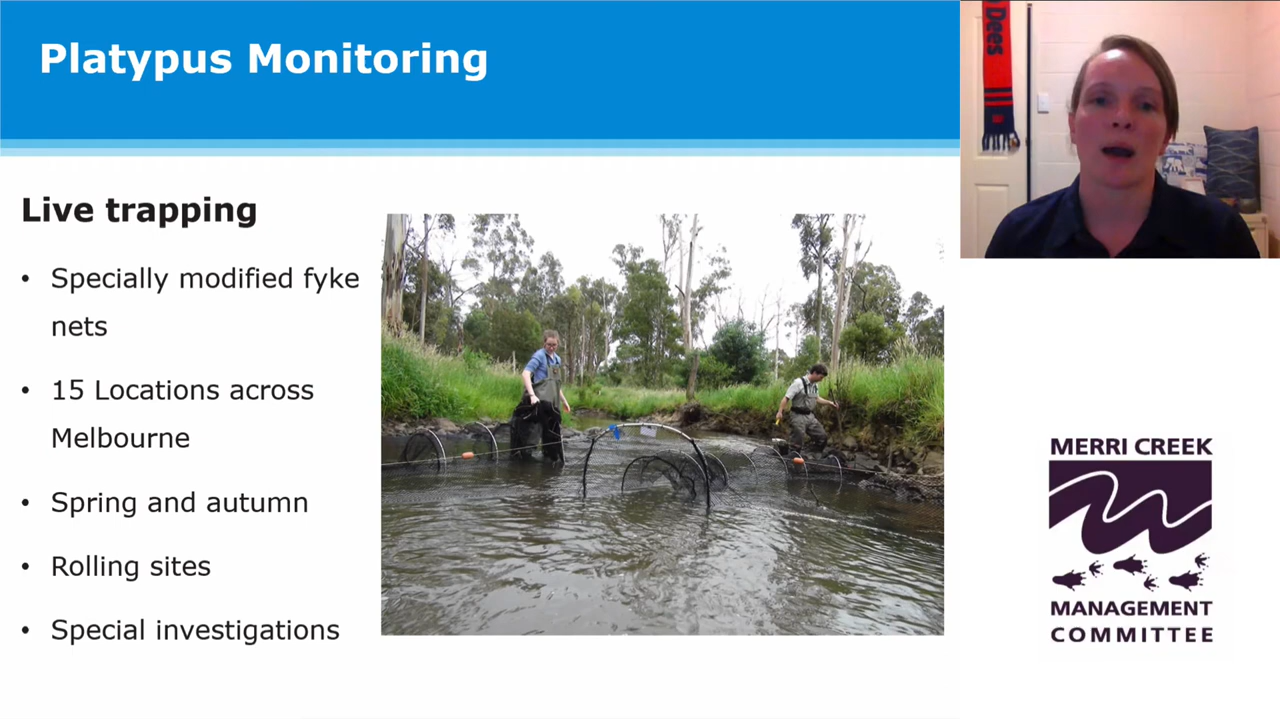 Platypus Monitoring
Dees
Live trapping
• Specially modified fyke
nets
• 15 Locations across
Melbourne
• Spring and autumn
• Rolling sites
• Special investigations
MERRI CREEK
MANAGEMENT
COMMITTEE